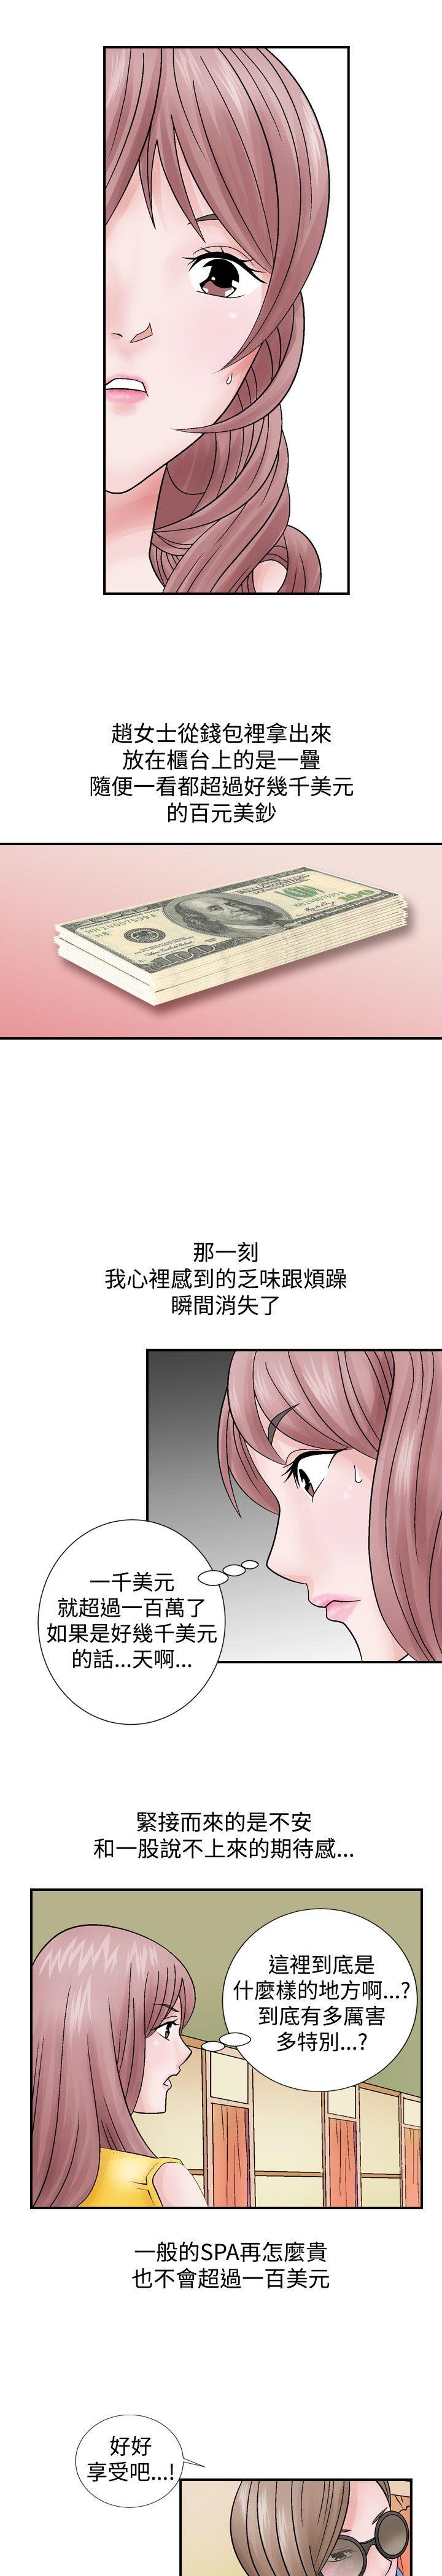 趙女士從錢包裡拿出來
放在櫃台上的是一疊
隨便一看都超過好幾千美元
的百元美鈔
100
100
那一刻
我心裡感到的乏味跟煩躁
瞬間消失了
一千美元
就超過一百萬了
如果是好幾千美元
的話...天啊...
緊接而來的是不安
和一股說不上來的期待感...
這裡到底是
什麼樣的地方啊...?
到底有多厲害
多特別...?
一般的SPA再怎麼貴
也不會超過一百美元
好好
享受吧...!